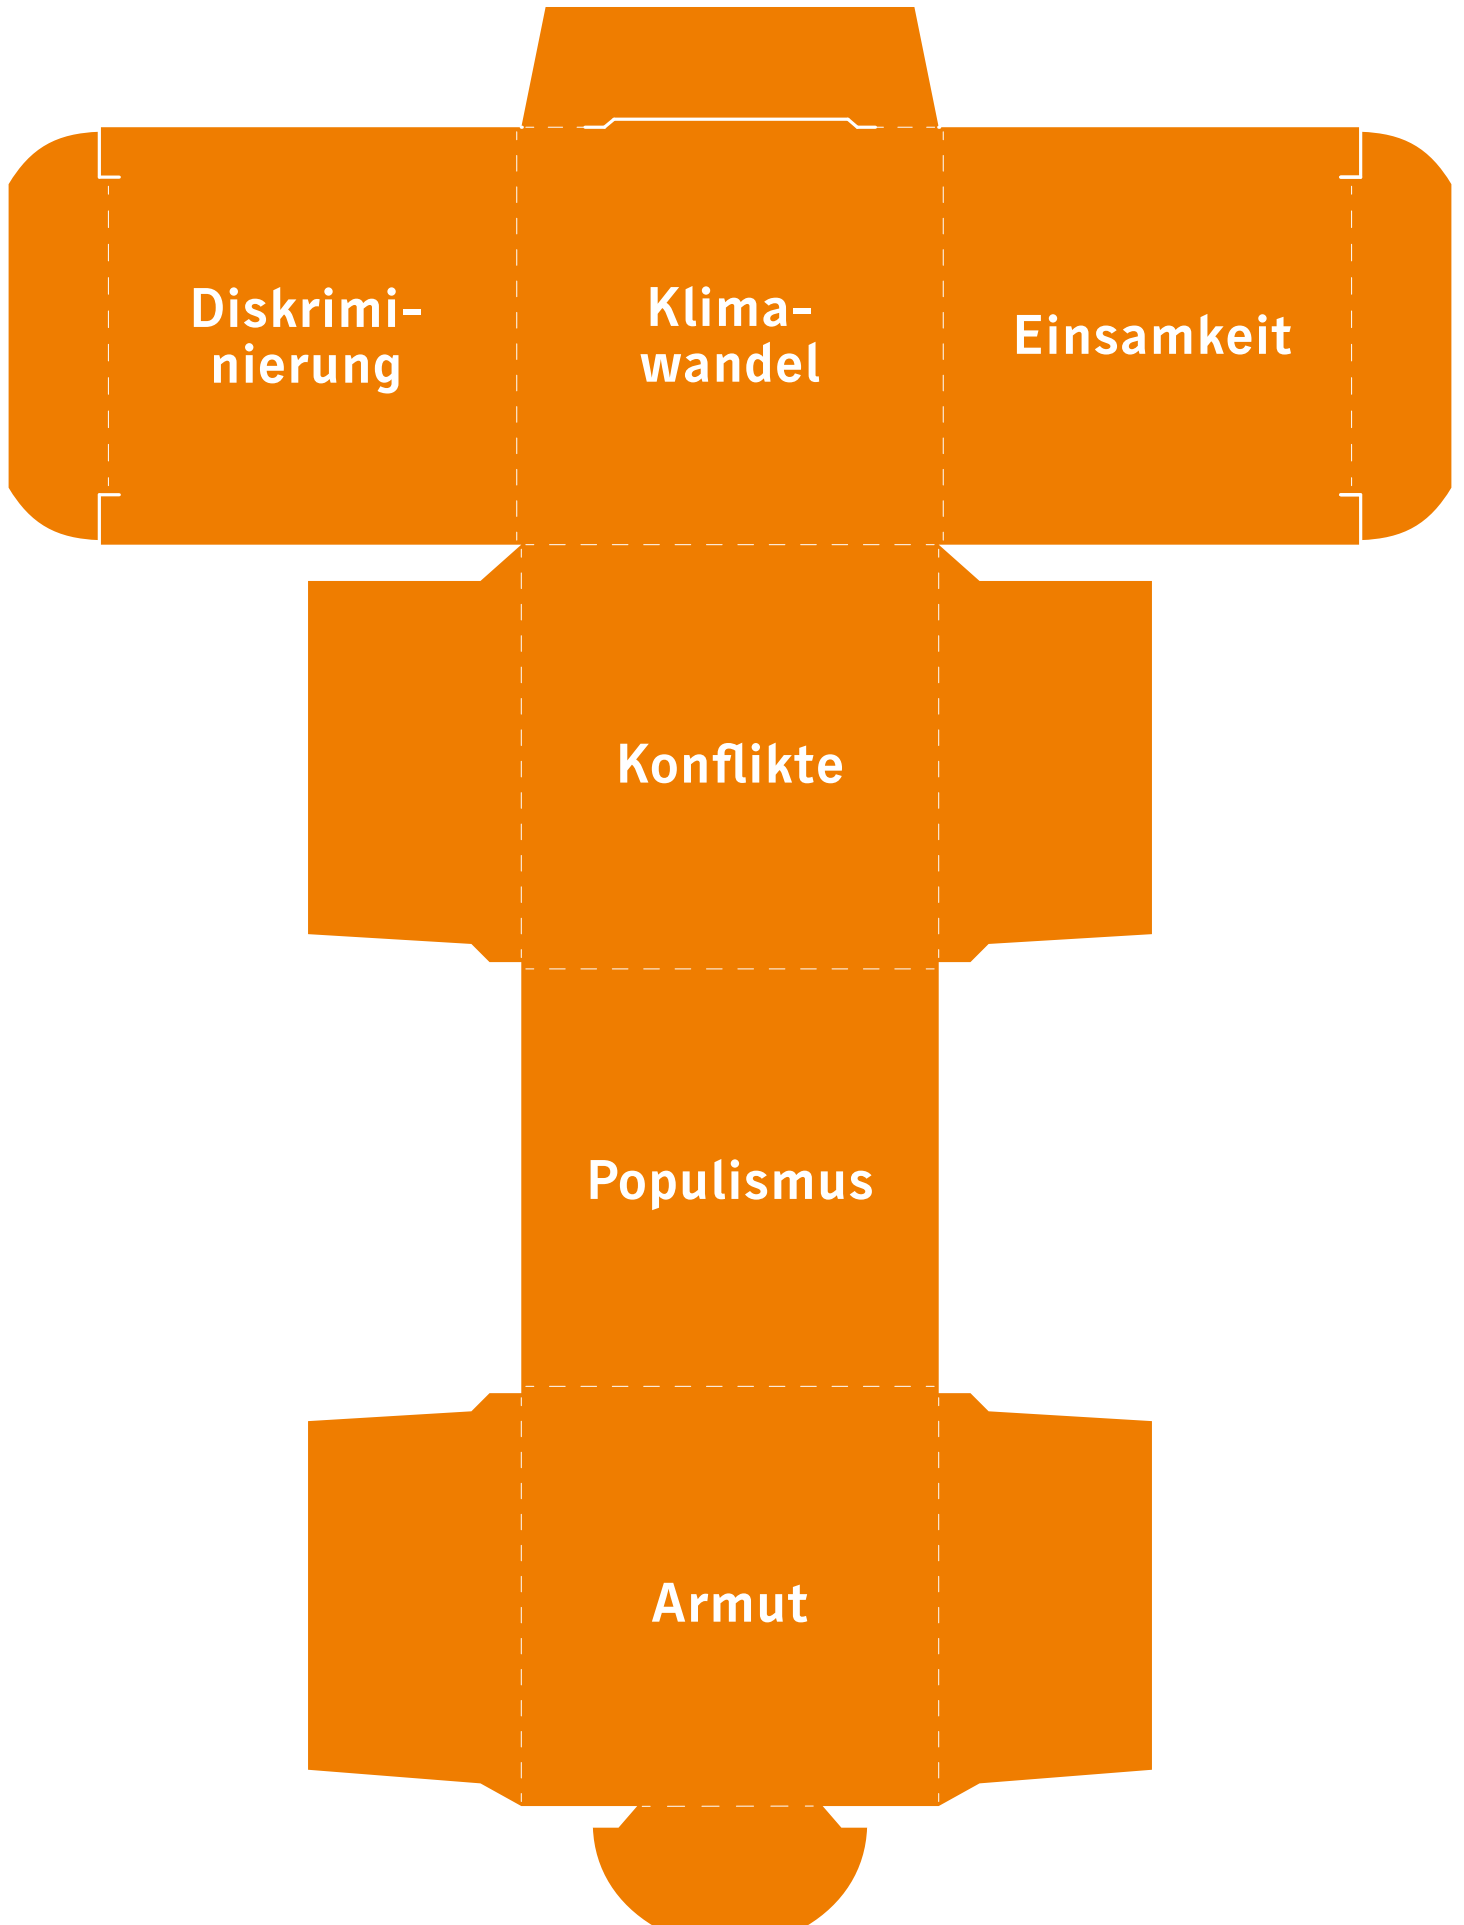 Diskrimi-
nierung
Klima-
wandel
Einsamkeit
Konflikte
Populismus
Armut